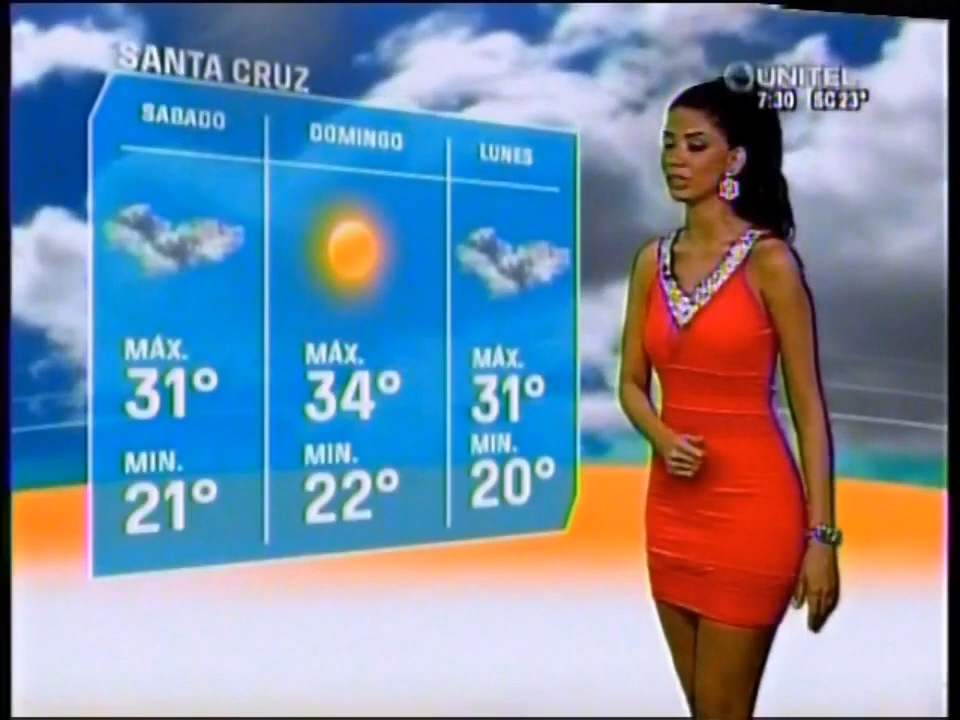 SANTA CRUZ
UNITEL
7:30 SC 23°
SABADO
DOMINGO
LUNES
MÁX.
31°
MIN.
21°
MÁX.
34°
MIN.
22°
MÁX.
31°
MIN.
20°